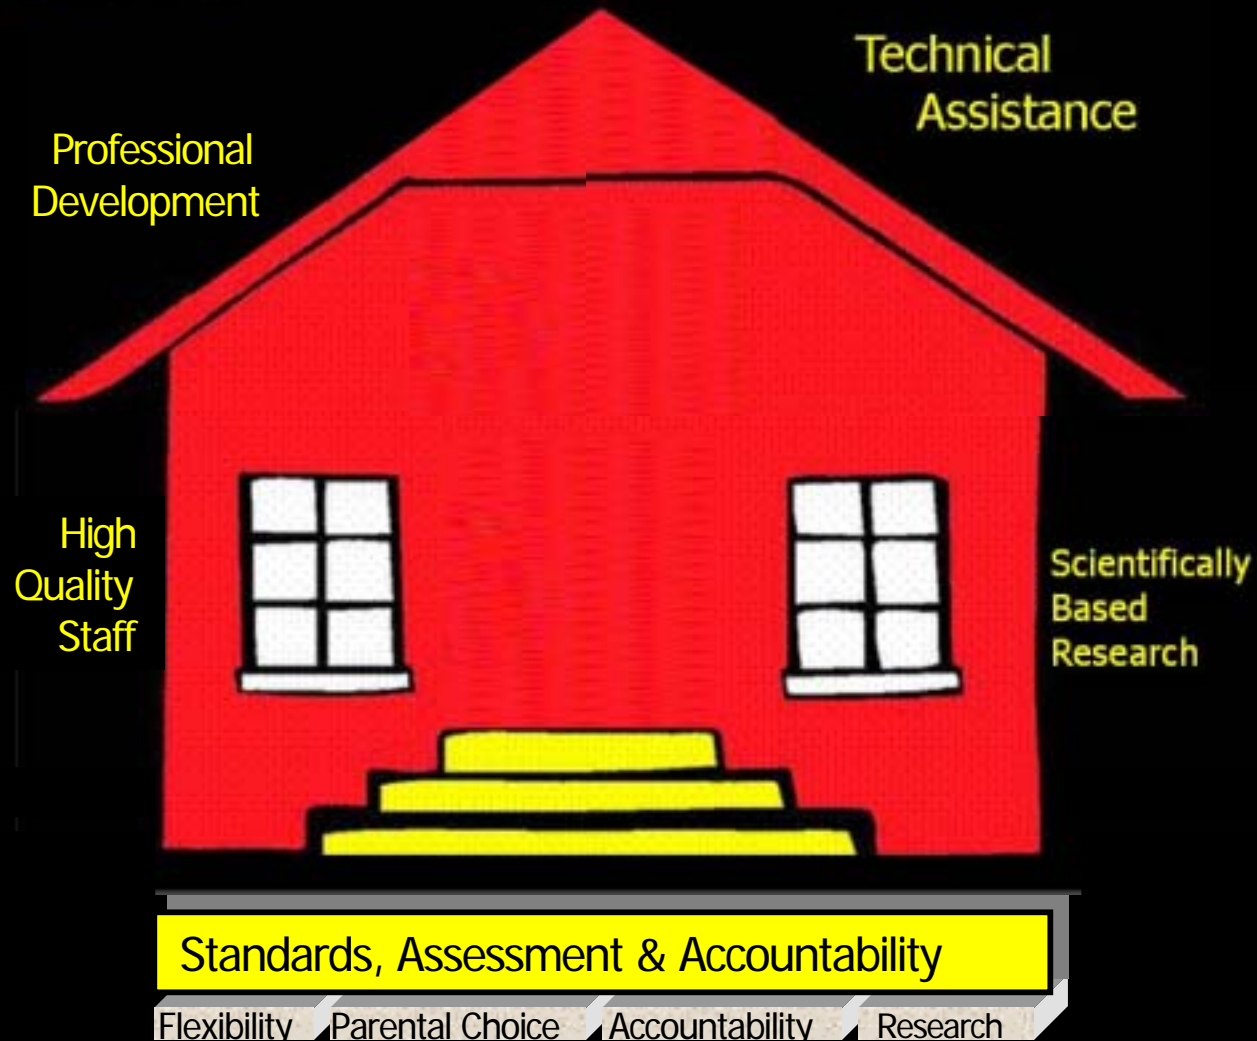 Technical
Assistance
Professional
Development
High
Quality
Staff
Scientifically
Based
Research
Standards, Assessment & Accountability
Flexibility Parental Choice Accountability Research